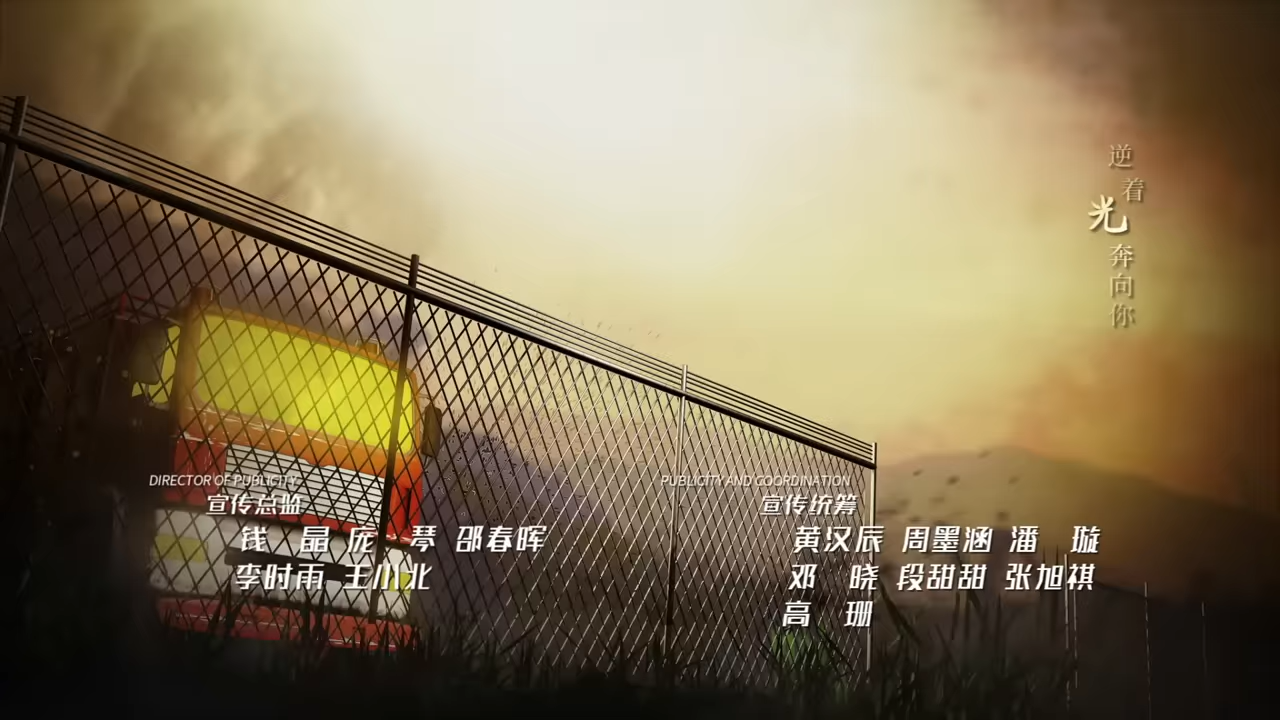 逆着光奔向你
DIRECTOR OF PUBLICITY
宣传总监
钱 晶 庞 琴 邵春晖
李时雨 王小北
PUBLICITY AND COORDINATION
宣传统筹
黄汉辰 周墨涵 潘 璇
邓 晓 段甜甜 张旭祺
高 珊